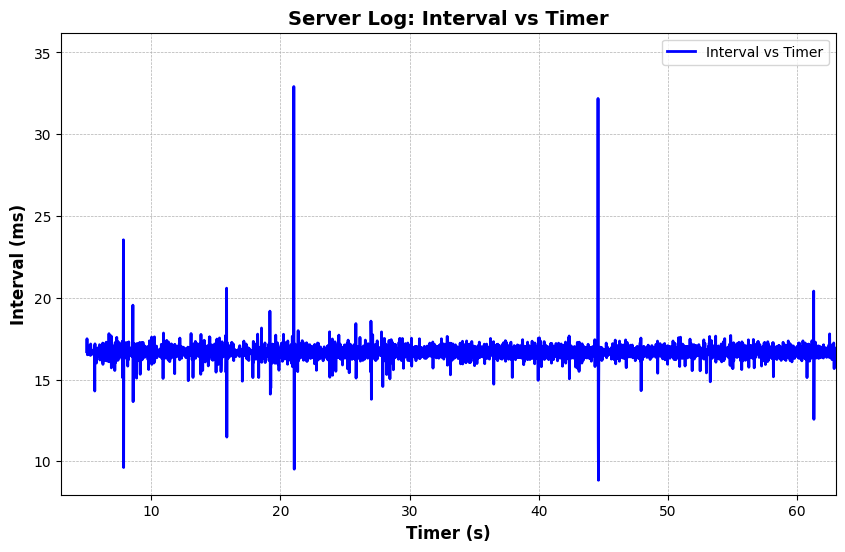 Server Log: Interval vs Timer
Interval vs Timer
Interval (ms)
35
30
25
20
15
10
10 20 30 40 50 60
Timer (s)